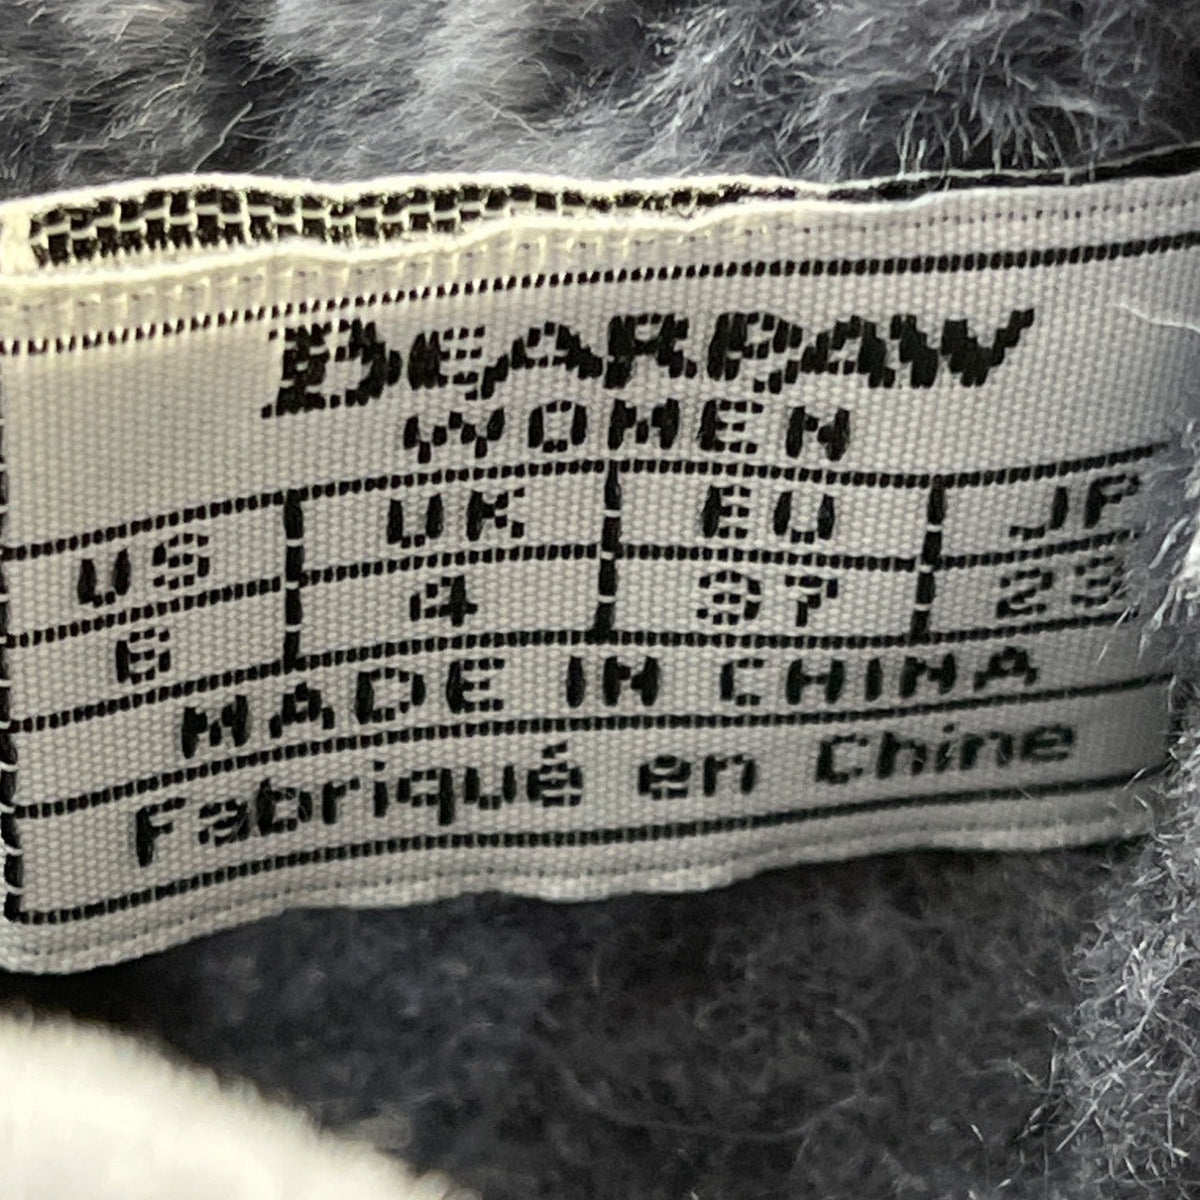 BEARPAW
WOMEN
US UK EU JP
6 4 37 23
MADE IN CHINA
Fabriqué en Chine